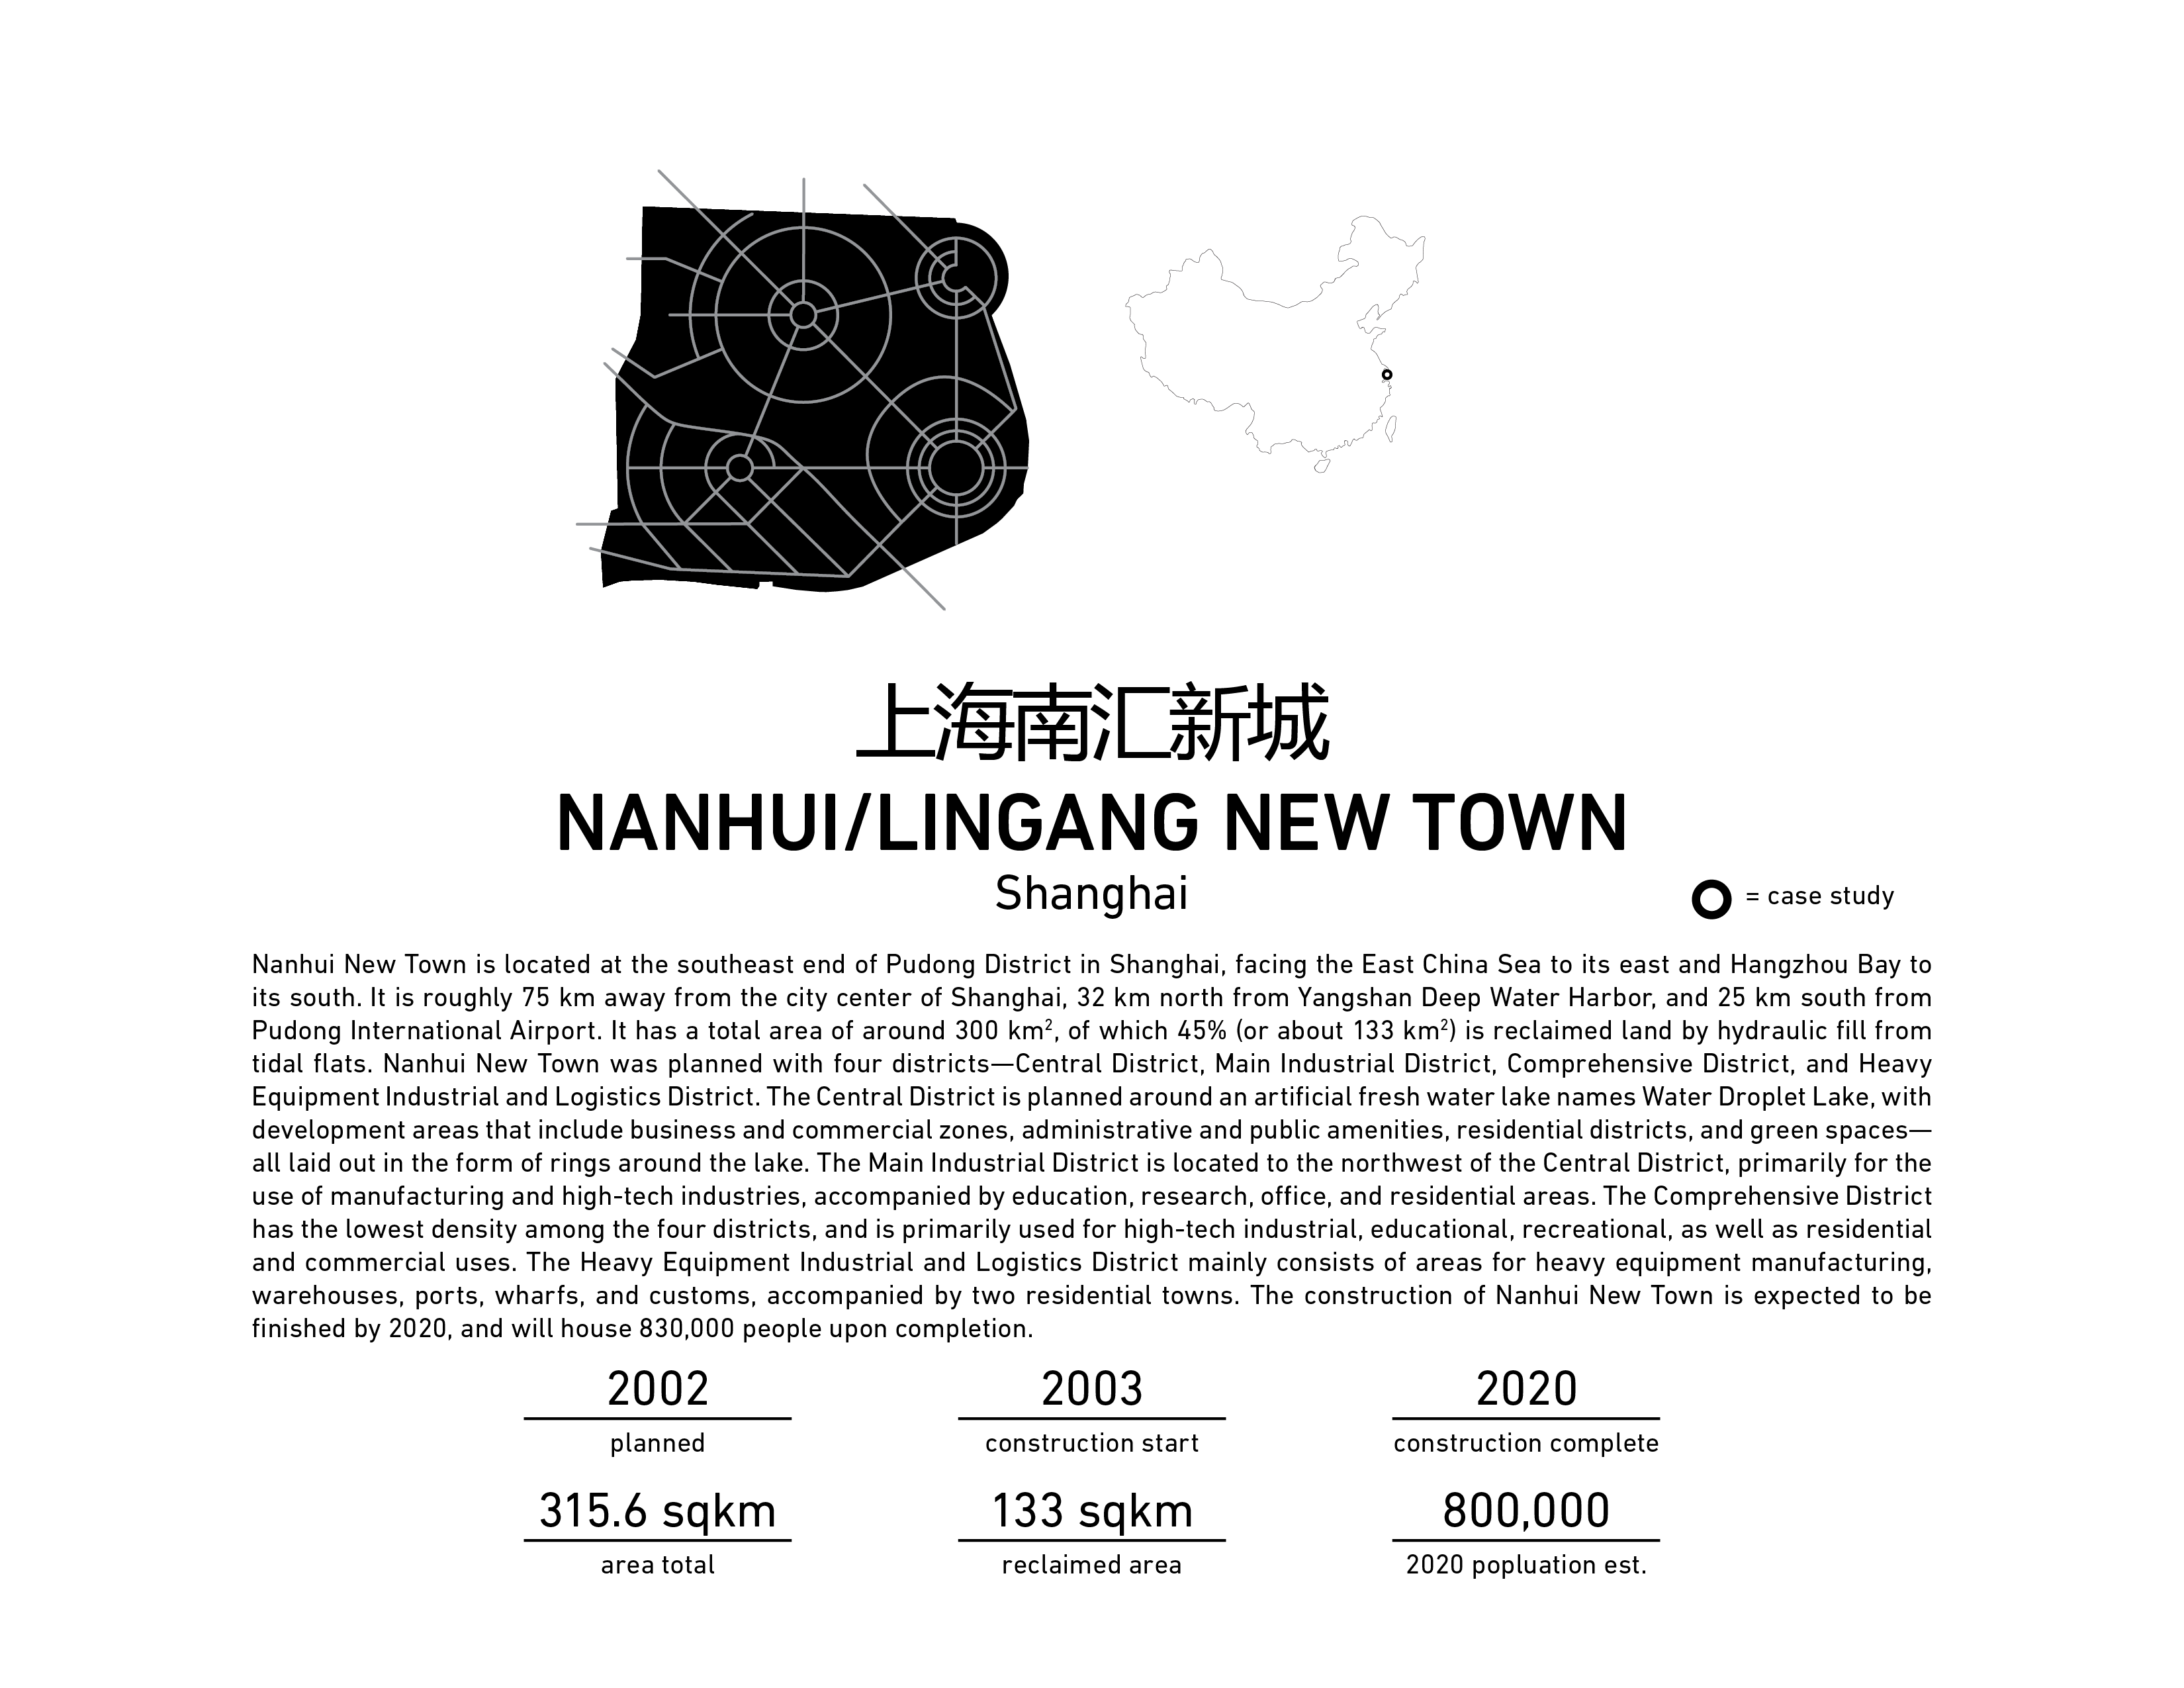 上海南汇新城
NANHUI/LINGANG NEW TOWN
Shanghai
= case study
Nanhui New Town is located at the southeast end of Pudong District in Shanghai, facing the East China Sea to its east and Hangzhou Bay to
its south. It is roughly 75 km away from the city center of Shanghai, 32 km north from Yangshan Deep Water Harbor, and 25 km south from
Pudong International Airport. It has a total area of around 300 km², of which 45% (or about 133 km²) is reclaimed land by hydraulic fill from
tidal flats. Nanhui New Town was planned with four districts—Central District, Main Industrial District, Comprehensive District, and Heavy
Equipment Industrial and Logistics District. The Central District is planned around an artificial fresh water lake names Water Droplet Lake, with
development areas that include business and commercial zones, administrative and public amenities, residential districts, and green spaces—
all laid out in the form of rings around the lake. The Main Industrial District is located to the northwest of the Central District, primarily for the
use of manufacturing and high-tech industries, accompanied by education, research, office, and residential areas. The Comprehensive District
has the lowest density among the four districts, and is primarily used for high-tech industrial, educational, recreational, as well as residential
and commercial uses. The Heavy Equipment Industrial and Logistics District mainly consists of areas for heavy equipment manufacturing,
warehouses, ports, wharfs, and customs, accompanied by two residential towns. The construction of Nanhui New Town is expected to be
finished by 2020, and will house 830,000 people upon completion.
2002
planned
2003
construction start
2020
construction complete
315.6 sqkm
area total
133 sqkm
reclaimed area
800,000
2020 popluation est.